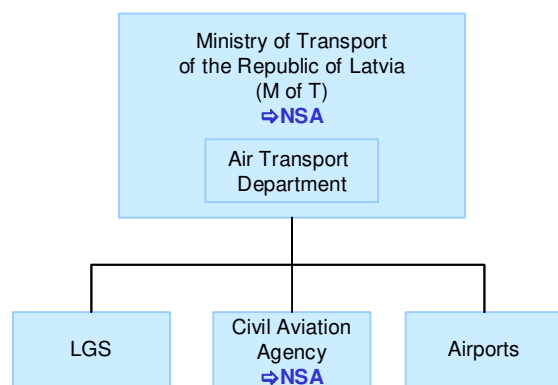 Ministry of Transport
of the Republic of Latvia
(M of T)
⇨NSA
Air Transport
Department
LGS
Civil Aviation
Agency
⇨NSA
Airports